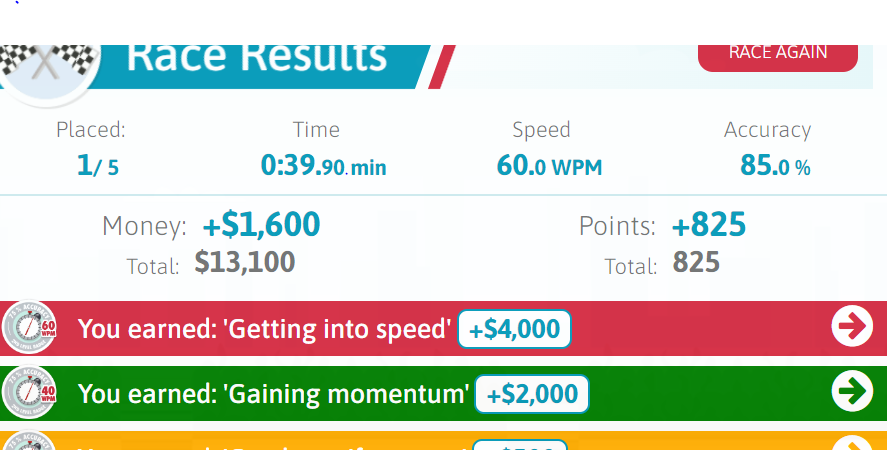 Race Results
RACE AGAIN
Placed: Time Speed Accuracy
1/ 5 0:39.90.min 60.0 WPM 85.0 %
Money: +$1,600 Points: +825
Total: $13,100 Total: 825
60 WPM
You earned: 'Getting into speed' +$4,000
40 WPM
You earned: 'Gaining momentum' +$2,000